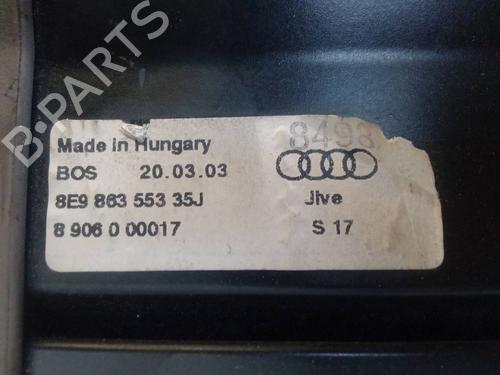 B-PARTS
8498
Made in Hungary
BOS 20.03.03
8E9 863 553 35J Jive
8 906 0 00017 S 17